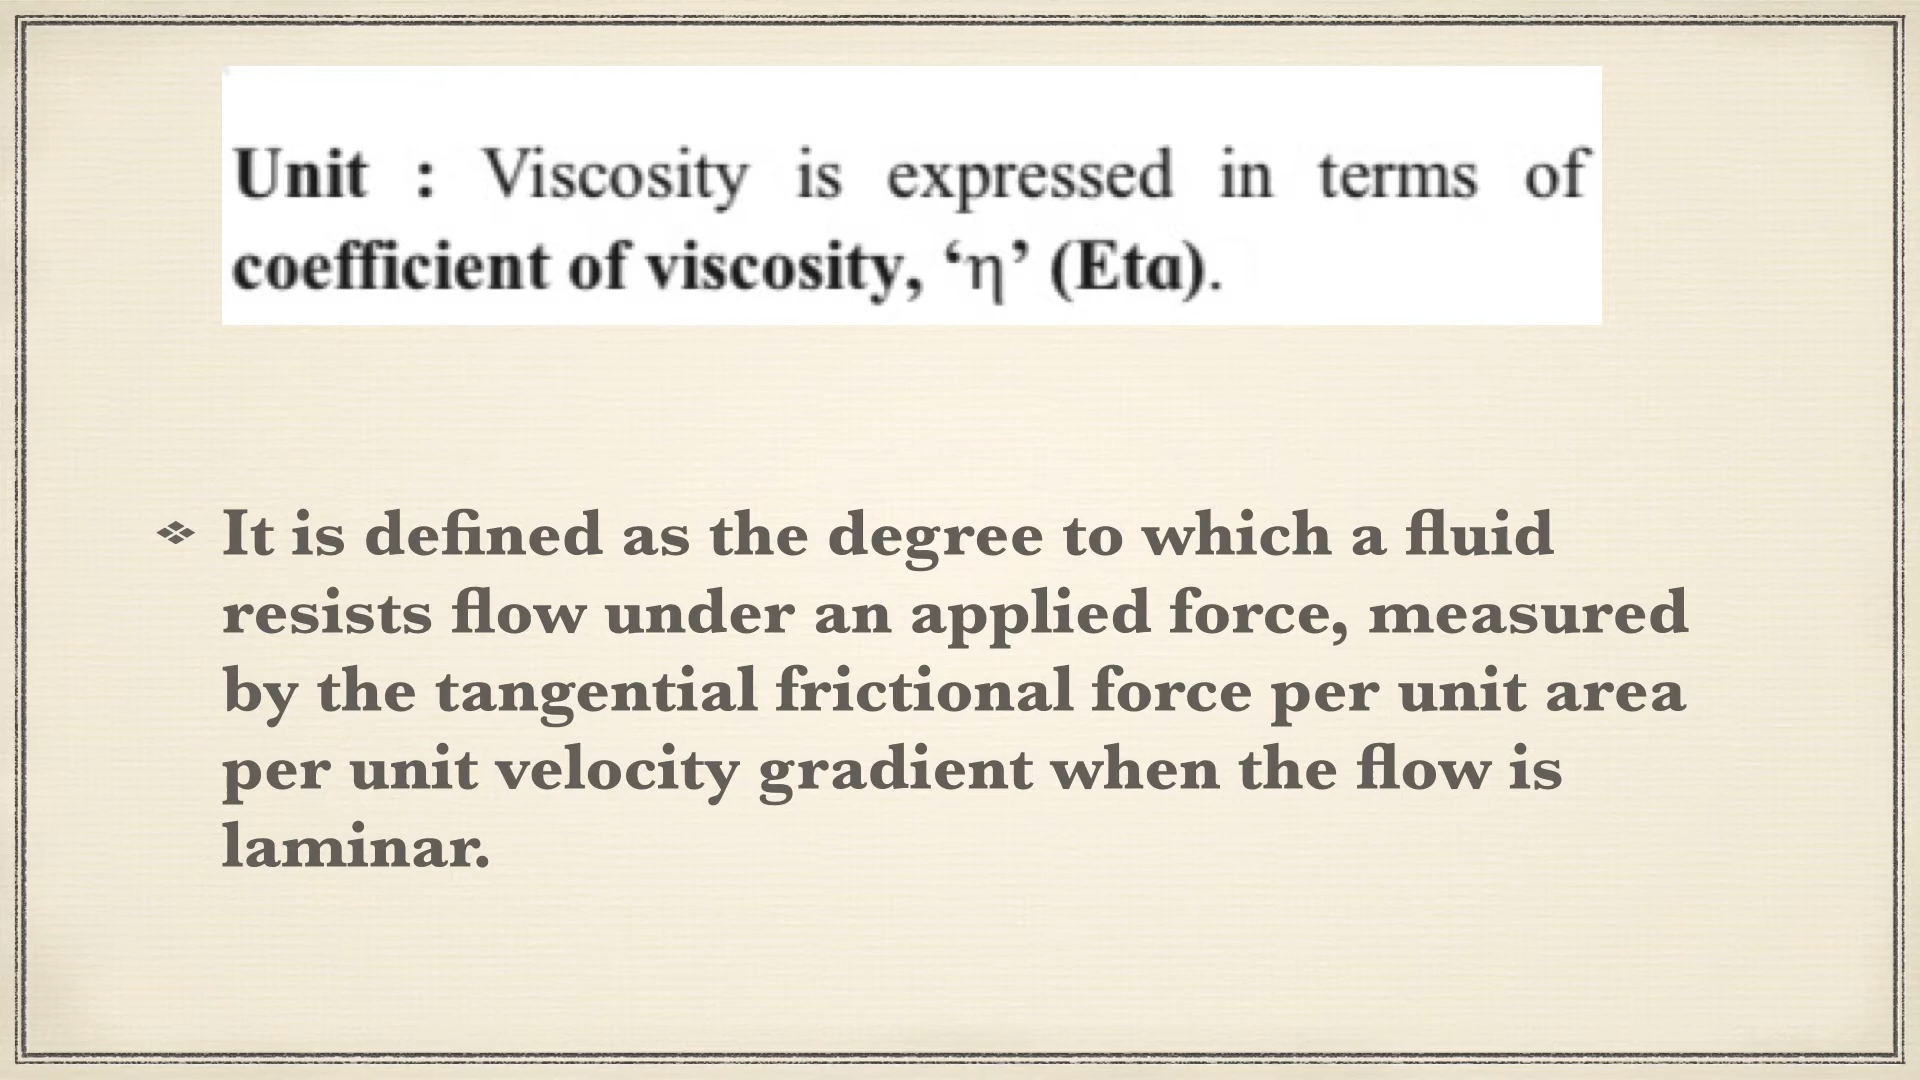 Unit : Viscosity is expressed in terms of
coefficient of viscosity, ‘η’ (Eta).
❖ It is defined as the degree to which a fluid
resists flow under an applied force, measured
by the tangential frictional force per unit area
per unit velocity gradient when the flow is
laminar.